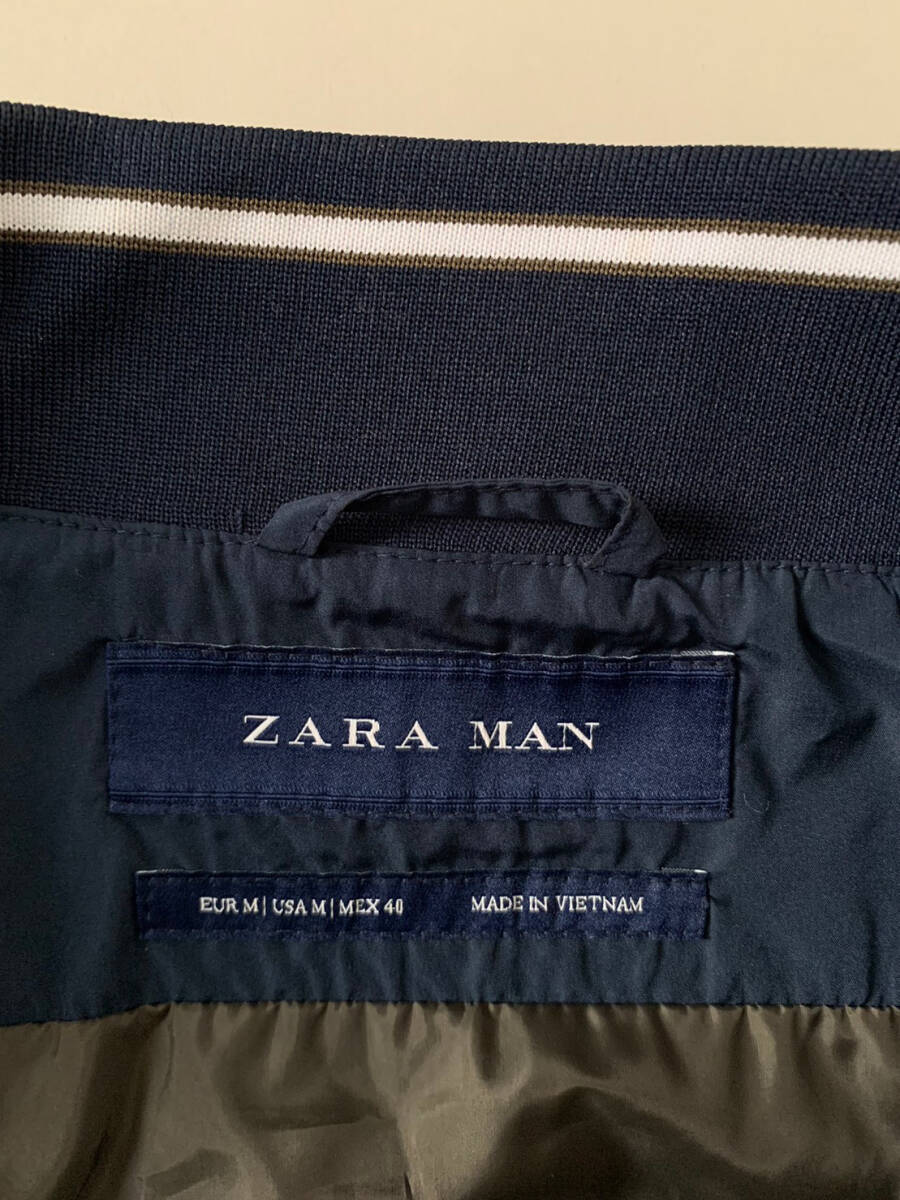 ZARA MAN
EUR M | USA M | MEX 40 MADE IN VIETNAM